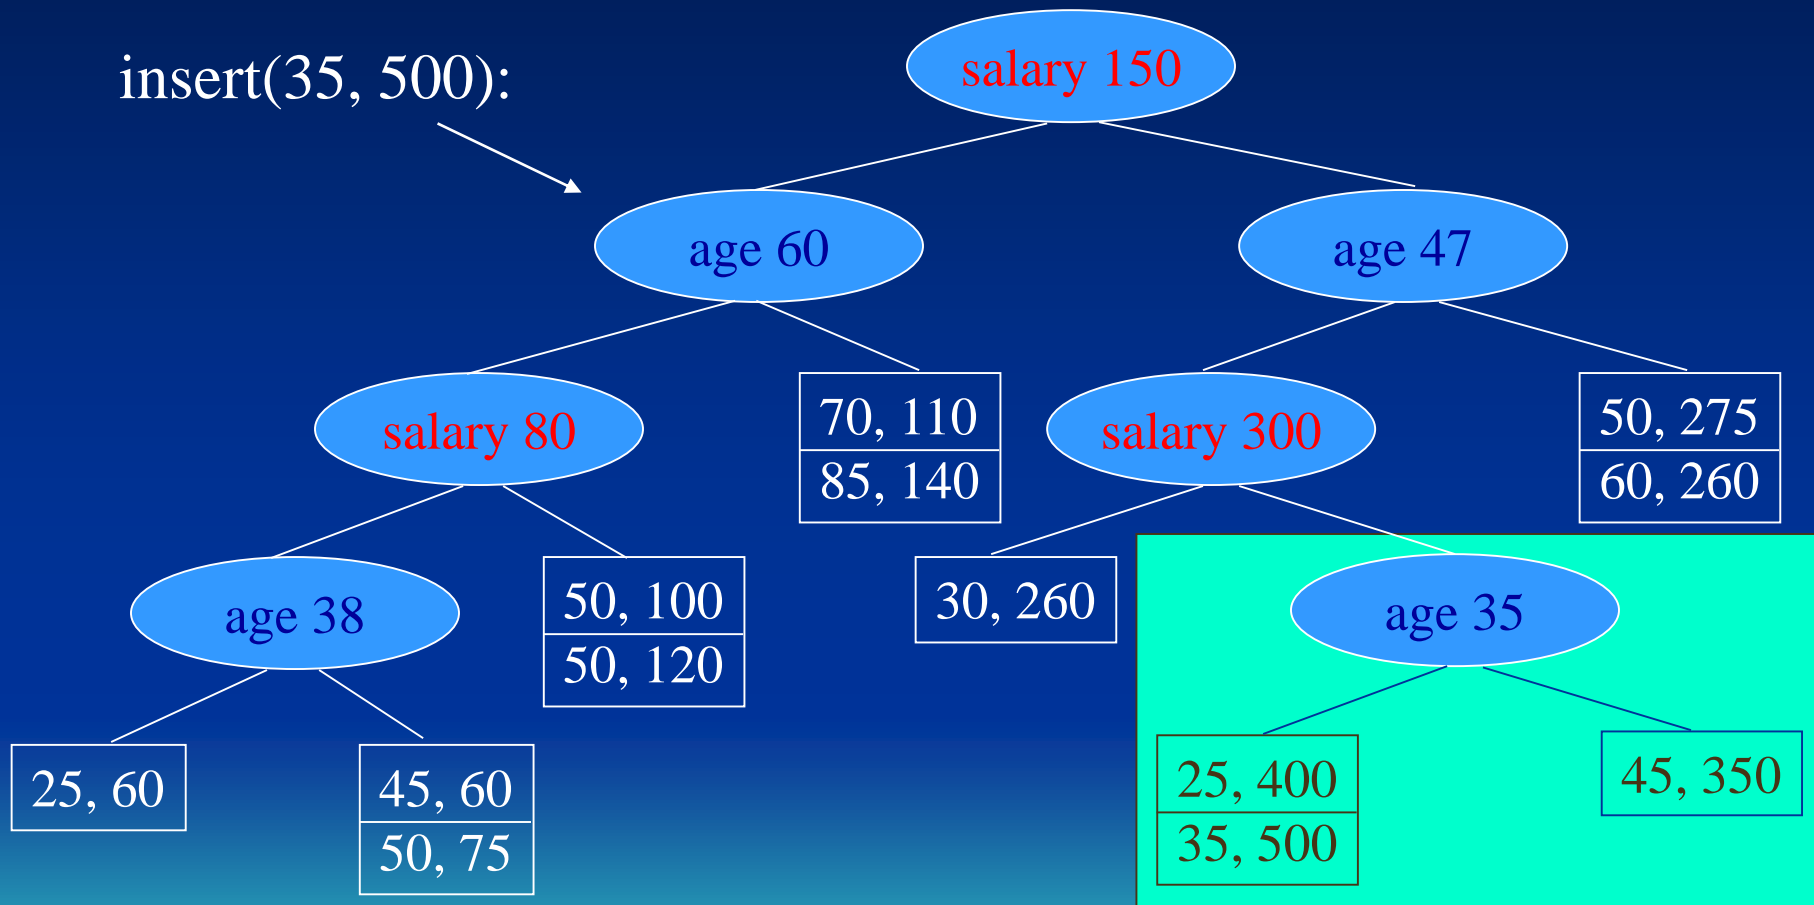 insert(35, 500):
salary 150
age 60
age 47
salary 80
70, 110
85, 140
salary 300
50, 275
60, 260
age 38
50, 100
50, 120
30, 260
age 35
25, 60
45, 60
50, 75
25, 400
35, 500
45, 350